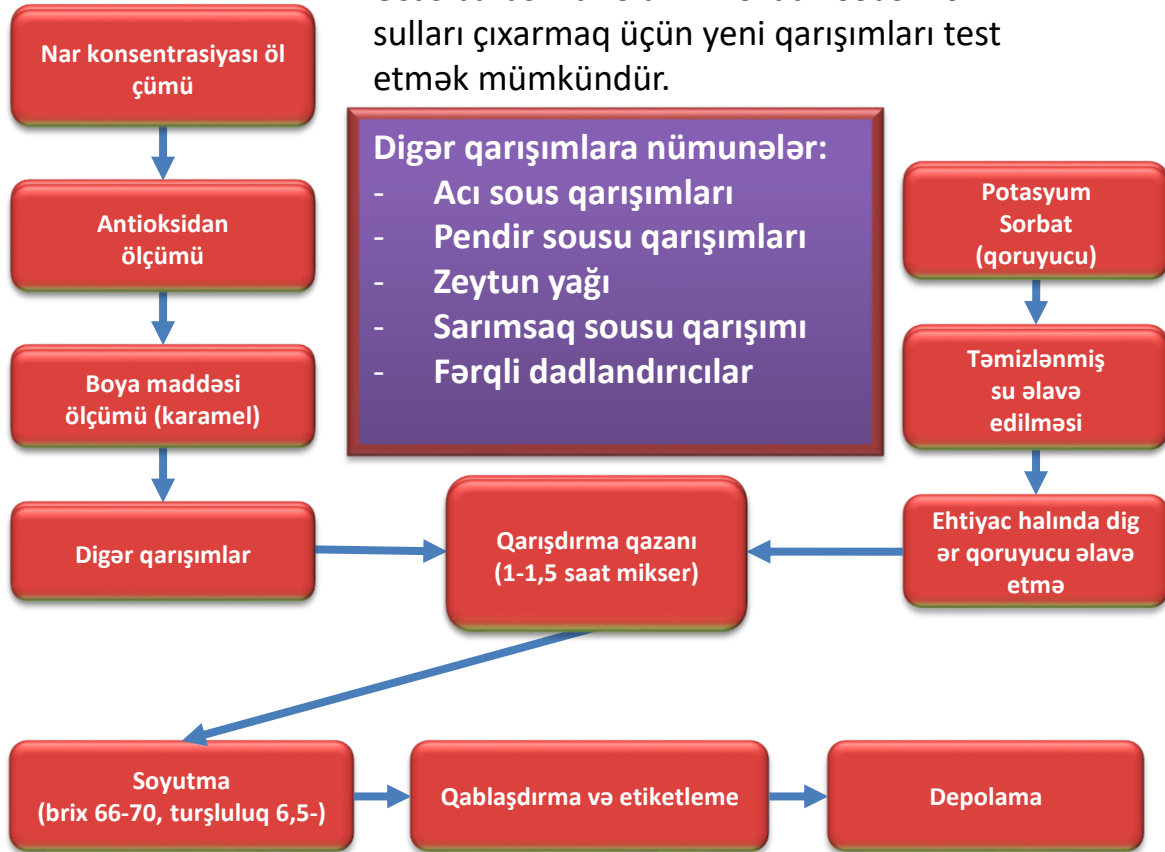 sulları çıxarmaq üçün yeni qarışımları test
etmək mümkündür.
Nar konsentrasiyası öl
çümü
Antioksidan
ölçümü
Boya maddəsi
ölçümü (karamel)
Digər qarışımlar
Digər qarışımlara nümunələr:
- Acı sous qarışımları
- Pendir sousu qarışımları
- Zeytun yağı
- Sarımsaq sousu qarışımı
- Fərqli dadlandırıcılar
Potasyum
Sorbat
(qoruyucu)
Təmizlənmiş
su əlavə
edilməsi
Ehtiyac halında dig
ər qoruyucu əlavə
etmə
Qarışdırma qazanı
(1-1,5 saat mikser)
Soyutma
(brix 66-70, turşluluq 6,5-)
Qablaşdırma və etiketleme
Depolama